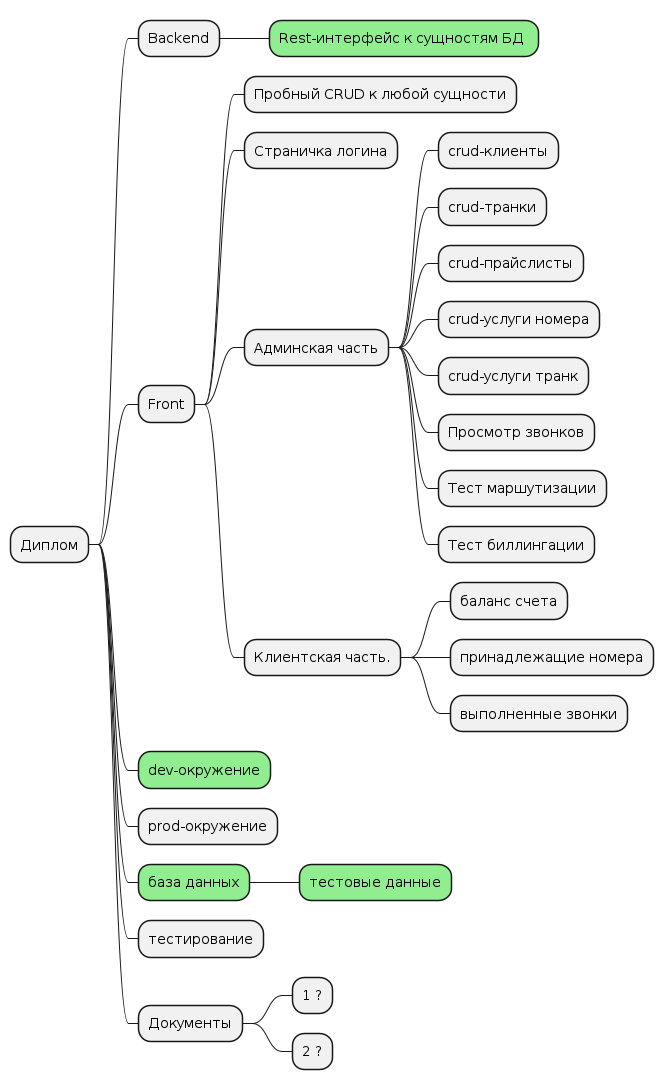 Backend
Rest-интерфейс к сущностям БД
Пробный CRUD к любой сущности
Страничка логина
crud-клиенты
crud-транки
crud-прайслисты
crud-услуги номера
Админская часть
crud-услуги транк
Front
Просмотр звонков
Тест маршутизации
Диплом
Тест биллингации
баланс счета
Клиентская часть.
принадлежащие номера
выполненные звонки
dev-окружение
prod-окружение
база данных
тестовые данные
тестирование
1 ?
Документы
2 ?